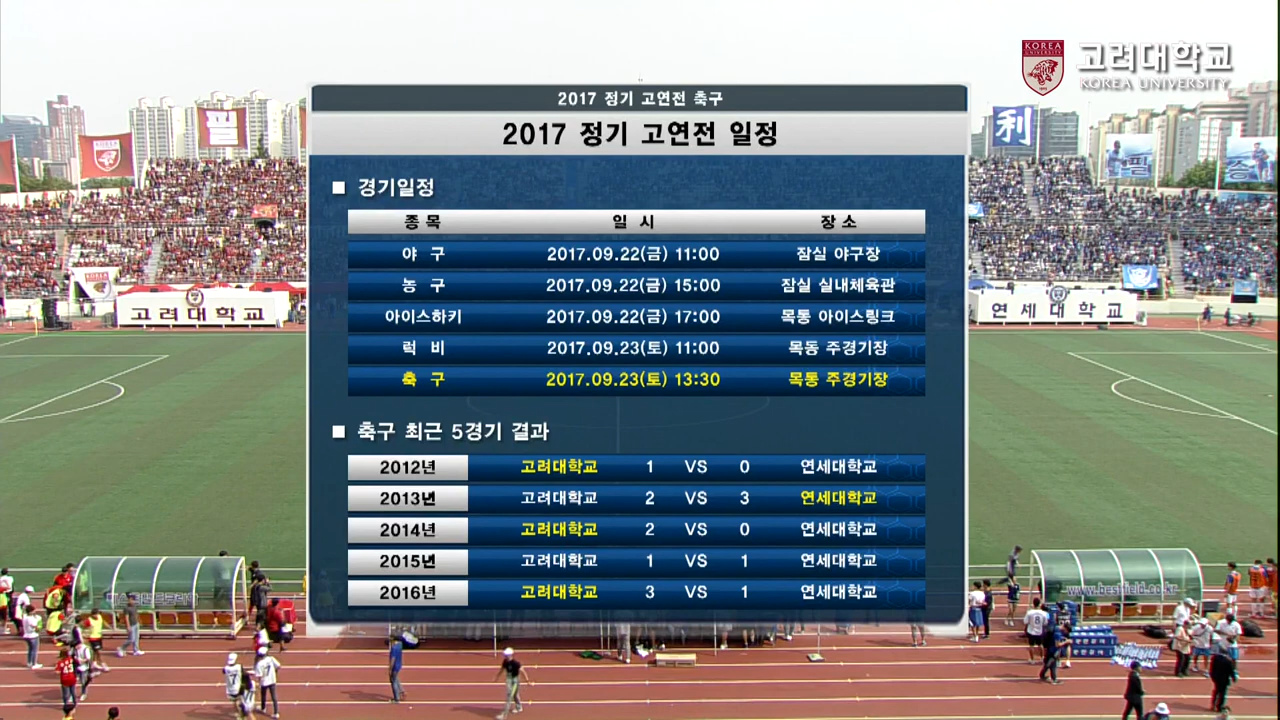 KOREA
UNIVERSITY
고려대학교
KOREA UNIVERSITY
2017 정기 고연전 축구
2017 정기 고연전 일정
필
利
필
승
■ 경기일정
종목 일 시 장소
야 구 2017.09.22(금) 11:00 잠실 야구장
농 구 2017.09.22(금) 15:00 잠실 실내체육관
아이스하키 2017.09.22(금) 17:00 목동 아이스링크
럭 비 2017.09.23(토) 11:00 목동 주경기장
축 구 2017.09.23(토) 13:30 목동 주경기장
고려대학교
연세대학교
■ 축구 최근 5경기 결과
2012년 고려대학교 1 VS 0 연세대학교
2013년 고려대학교 2 VS 3 연세대학교
2014년 고려대학교 2 VS 0 연세대학교
2015년 고려대학교 1 VS 1 연세대학교
2016년 고려대학교 3 VS 1 연세대학교
www.bestfield.co.kr